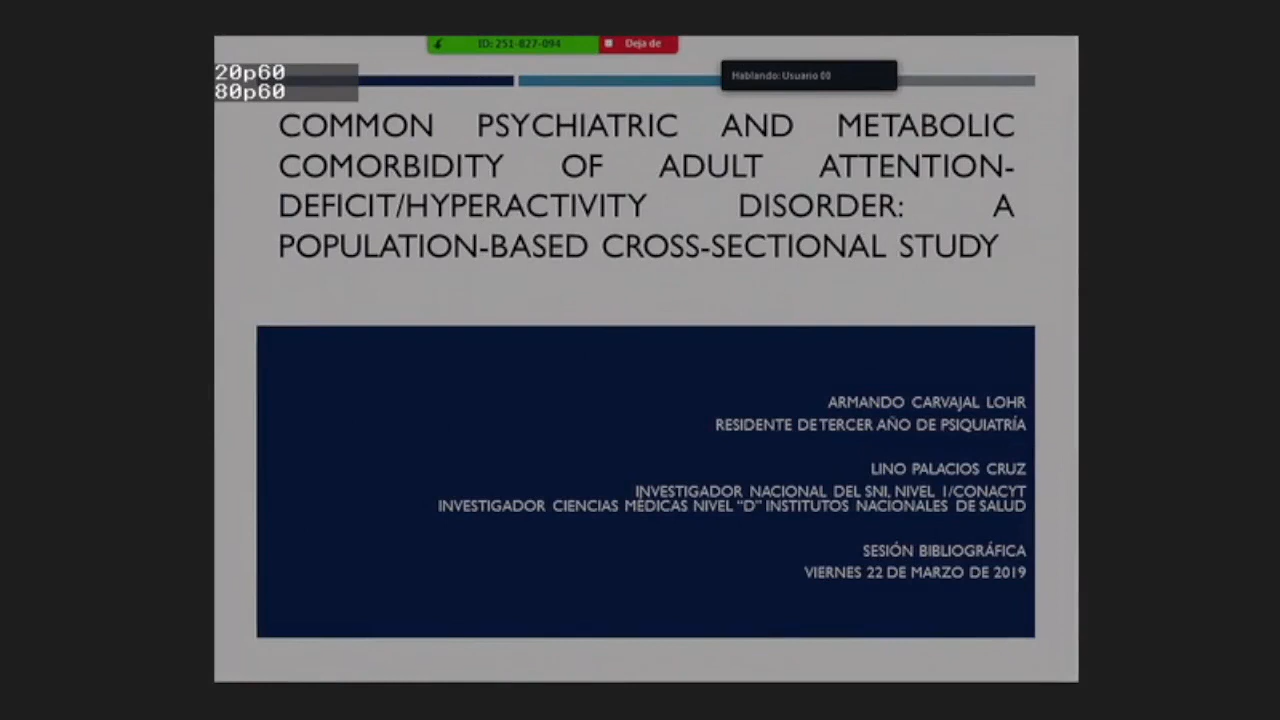 ID: 251-827-094
Deja de
20p60
80p60
Hablando: Usuario 00
COMMON PSYCHIATRIC AND METABOLIC
COMORBIDITY OF ADULT ATTENTION-
DEFICIT/HYPERACTIVITY DISORDER: A
POPULATION-BASED CROSS-SECTIONAL STUDY
ARMANDO CARVAJAL LOHR
RESIDENTE DE TERCER AÑO DE PSIQUIATRÍA
LINO PALACIOS CRUZ
INVESTIGADOR NACIONAL DEL SNI, NIVEL 1/CONACYT
INVESTIGADOR CIENCIAS MÉDICAS NIVEL “D” INSTITUTOS NACIONALES DE SALUD
SESIÓN BIBLIOGRÁFICA
VIERNES 22 DE MARZO DE 2019